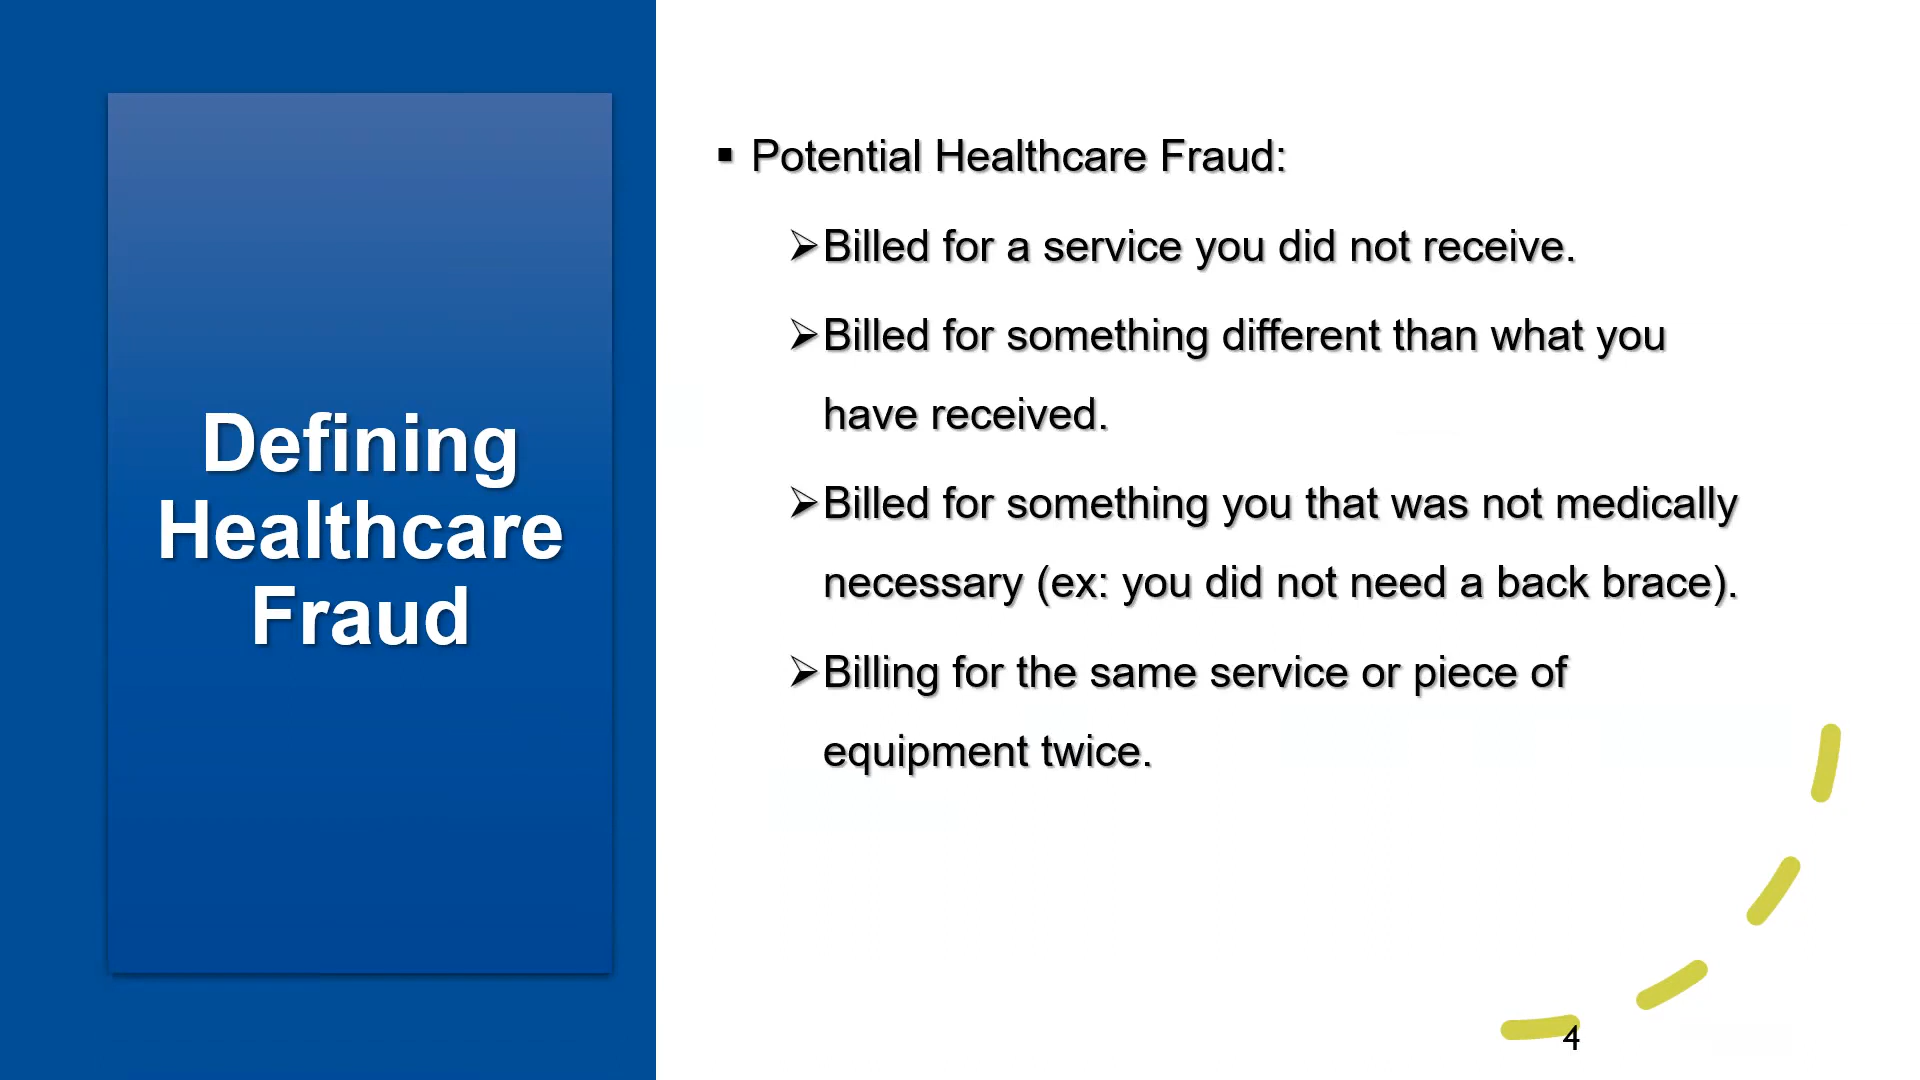 Defining
Healthcare
Fraud
▪ Potential Healthcare Fraud:
➢Billed for a service you did not receive.
➢Billed for something different than what you
have received.
➢Billed for something you that was not medically
necessary (ex: you did not need a back brace).
➢Billing for the same service or piece of
equipment twice.
4